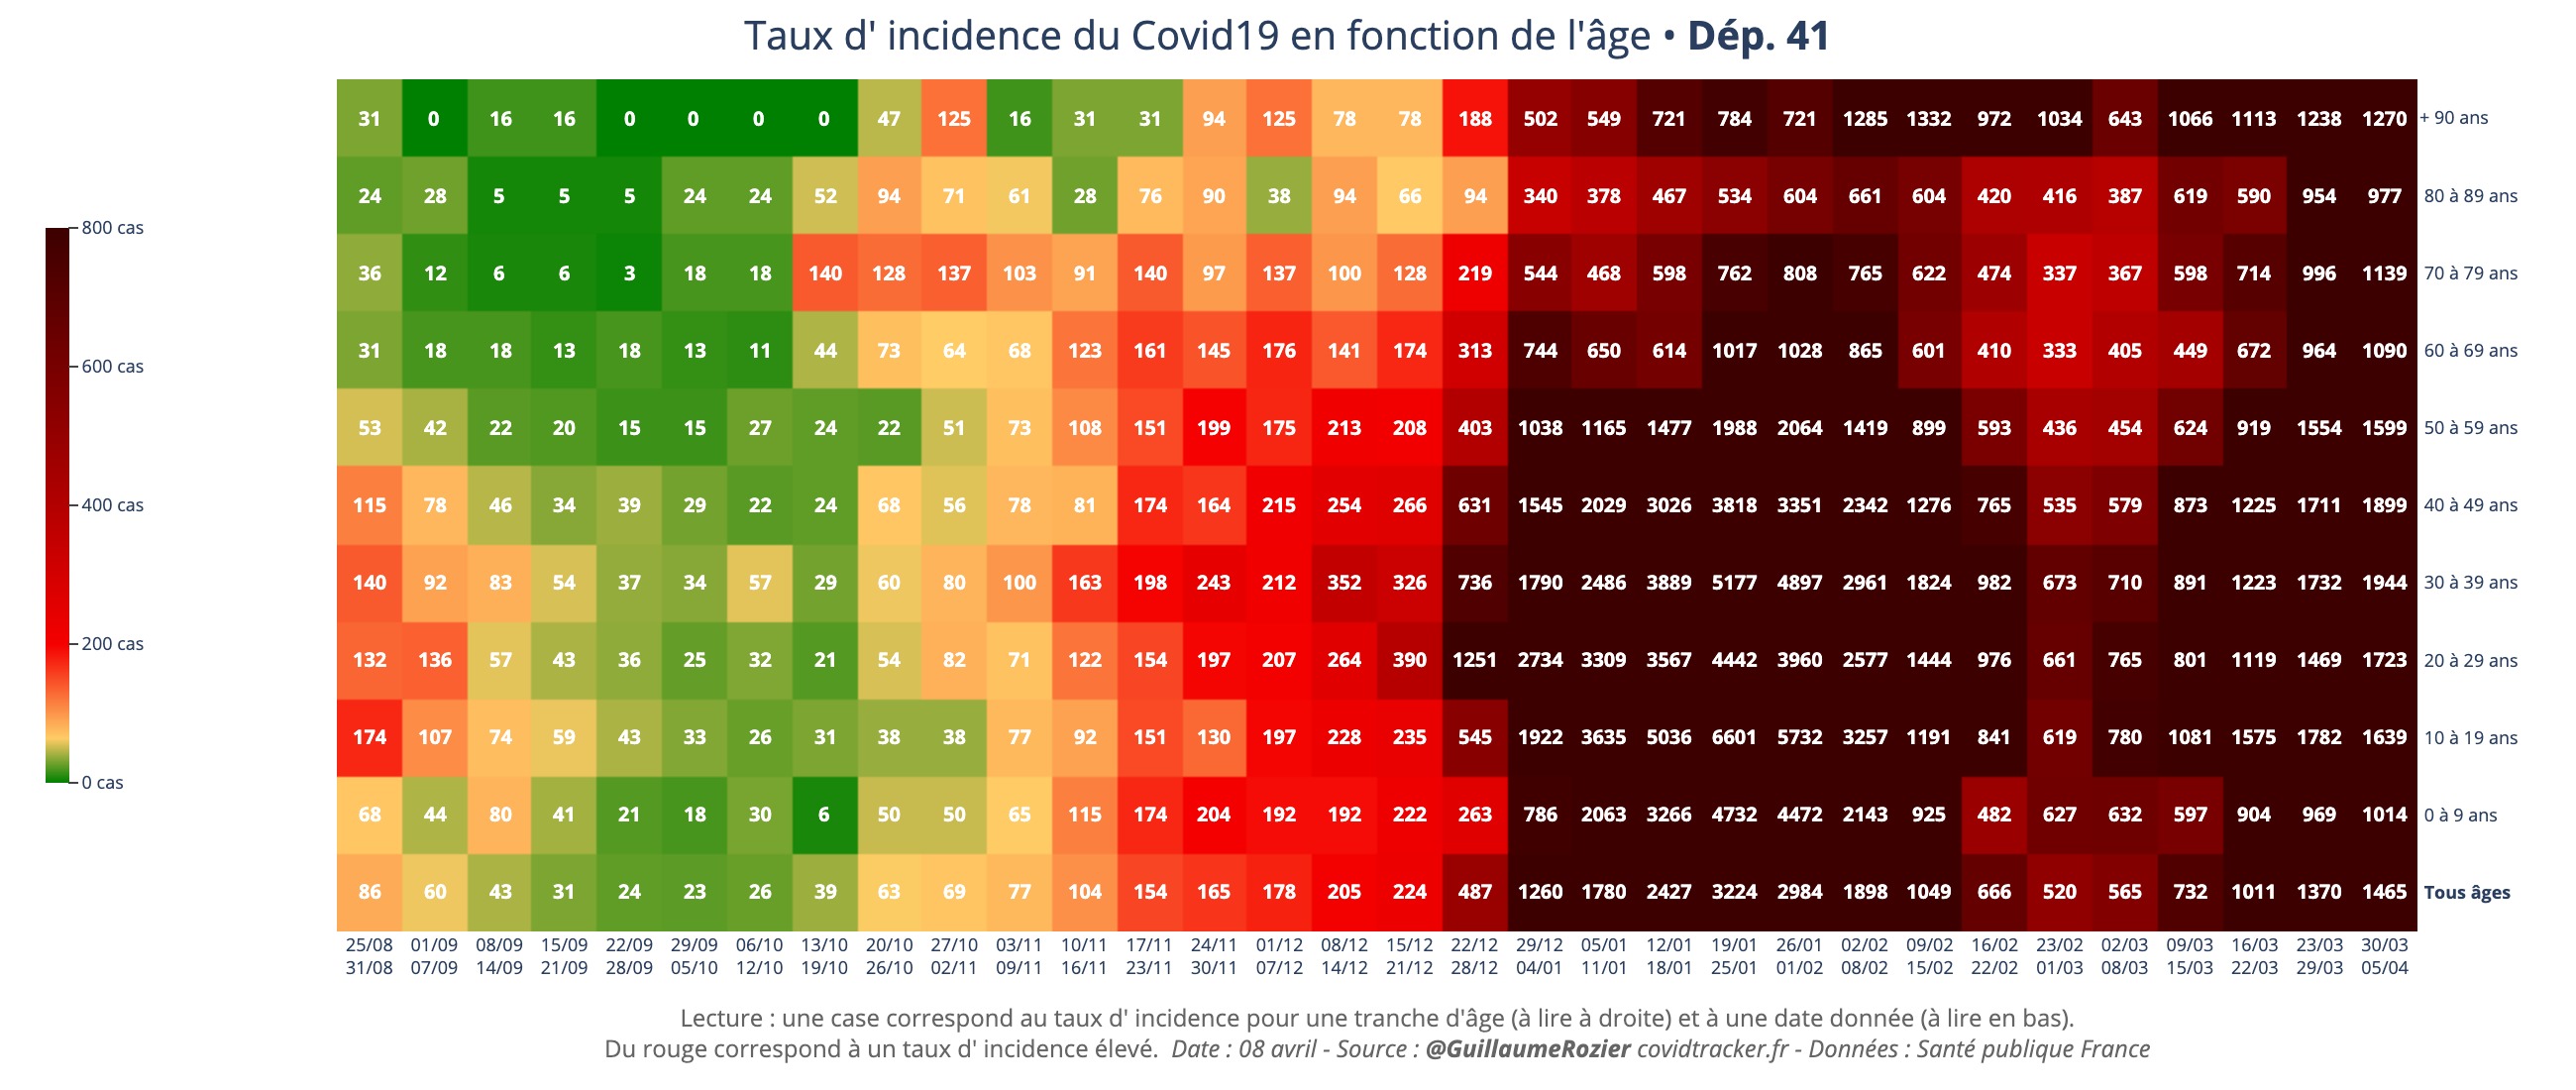 Taux d' incidence du Covid19 en fonction de l'âge • Dép. 41
800 cas
600 cas
400 cas
200 cas
0 cas
31 0 16 16 0 0 0 0 47 125 16 31 31 94 125 78 78 188 502 549 721 784 721 1285 1332 972 1034 643 1066 1113 1238 1270 + 90 ans
24 28 5 5 5 24 24 52 94 71 61 28 76 90 38 94 66 94 340 378 467 534 604 661 604 420 416 387 619 590 954 977 80 à 89 ans
36 12 6 6 3 18 18 140 128 137 103 91 140 97 137 100 128 219 544 468 598 762 808 765 622 474 337 367 598 714 996 1139 70 à 79 ans
31 18 18 13 18 13 11 44 73 64 68 123 161 145 176 141 174 313 744 650 614 1017 1028 865 601 410 333 405 449 672 964 1090 60 à 69 ans
53 42 22 20 15 15 27 24 22 51 73 108 151 199 175 213 208 403 1038 1165 1477 1988 2064 1419 899 593 436 454 624 919 1554 1599 50 à 59 ans
115 78 46 34 39 29 22 24 68 56 78 81 174 164 215 254 266 631 1545 2029 3026 3818 3351 2342 1276 765 535 579 873 1225 1711 1899 40 à 49 ans
140 92 83 54 37 34 57 29 60 80 100 163 198 243 212 352 326 736 1790 2486 3889 5177 4897 2961 1824 982 673 710 891 1223 1732 1944 30 à 39 ans
132 136 57 43 36 25 32 21 54 82 71 122 154 197 207 264 390 1251 2734 3309 3567 4442 3960 2577 1444 976 661 765 801 1119 1469 1723 20 à 29 ans
174 107 74 59 43 33 26 31 38 38 77 92 151 130 197 228 235 545 1922 3635 5036 6601 5732 3257 1191 841 619 780 1081 1575 1782 1639 10 à 19 ans
68 44 80 41 21 18 30 6 50 50 65 115 174 204 192 192 222 263 786 2063 3266 4732 4472 2143 925 482 627 632 597 904 969 1014 0 à 9 ans
86 60 43 31 24 23 26 39 63 69 77 104 154 165 178 205 224 487 1260 1780 2427 3224 2984 1898 1049 666 520 565 732 1011 1370 1465 Tous âges
25/08 01/09 08/09 15/09 22/09 29/09 06/10 13/10 20/10 27/10 03/11 10/11 17/11 24/11 01/12 08/12 15/12 22/12 29/12 05/01 12/01 19/01 26/01 02/02 09/02 16/02 23/02 02/03 09/03 16/03 23/03 30/03
31/08 07/09 14/09 21/09 28/09 05/10 12/10 19/10 26/10 02/11 09/11 16/11 23/11 30/11 07/12 14/12 21/12 28/12 04/01 11/01 18/01 25/01 01/02 08/02 15/02 22/02 01/03 08/03 15/03 22/03 29/03 05/04
Lecture : une case correspond au taux d' incidence pour une tranche d'âge (à lire à droite) et à une date donnée (à lire en bas).
Du rouge correspond à un taux d' incidence élevé. Date : 08 avril - Source : @GuillaumeRozier covidtracker.fr - Données : Santé publique France